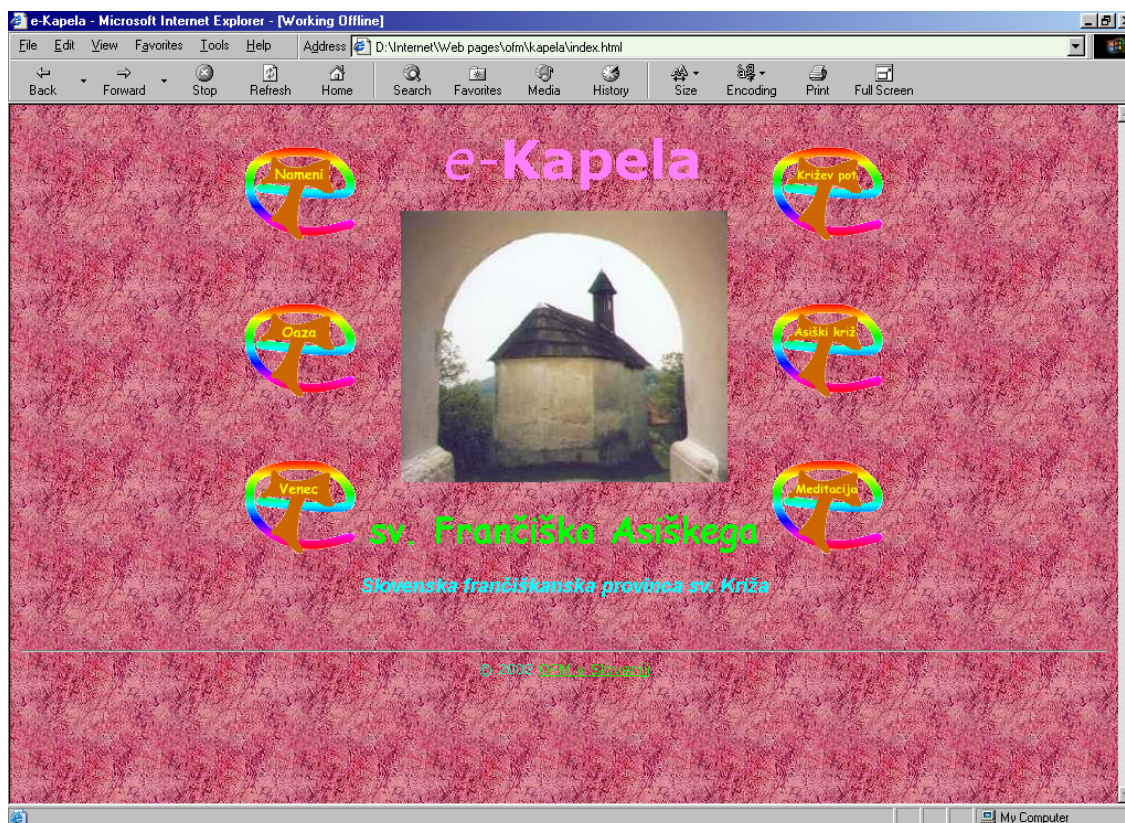 e-Kapela - Microsoft Internet Explorer - [Working Offline]
File Edit View Favorites Tools Help Address D:\Internet\Web pages\ofm\kapela\index.html
Back Forward Stop Refresh Home Search Favorites Media History Size Encoding Print Full Screen
e-Kapela
Nameni
Križev pot
Oaza
Asiški križ
Venec
Meditacija
sv. Frančiška Asiškega
Slovenska frančiškanska provinca sv. Križa
© 2002 OFM v Sloveniji
My Computer